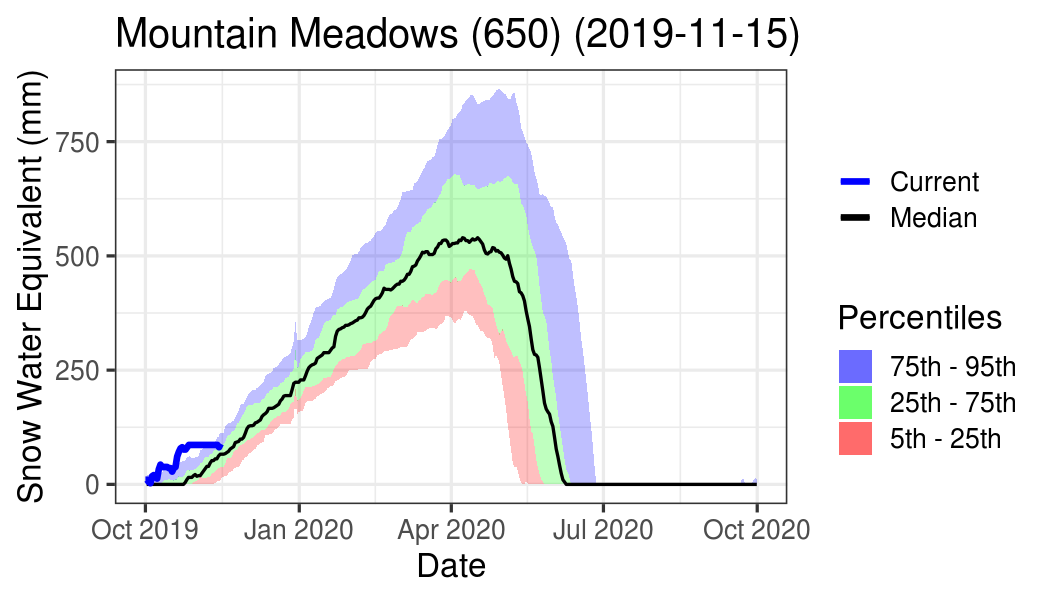 Mountain Meadows (650) (2019-11-15)
Snow Water Equivalent (mm)
750
500
250
0
Oct 2019 Jan 2020 Apr 2020 Jul 2020 Oct 2020
Date
Current
Median
Percentiles
75th - 95th
25th - 75th
5th - 25th